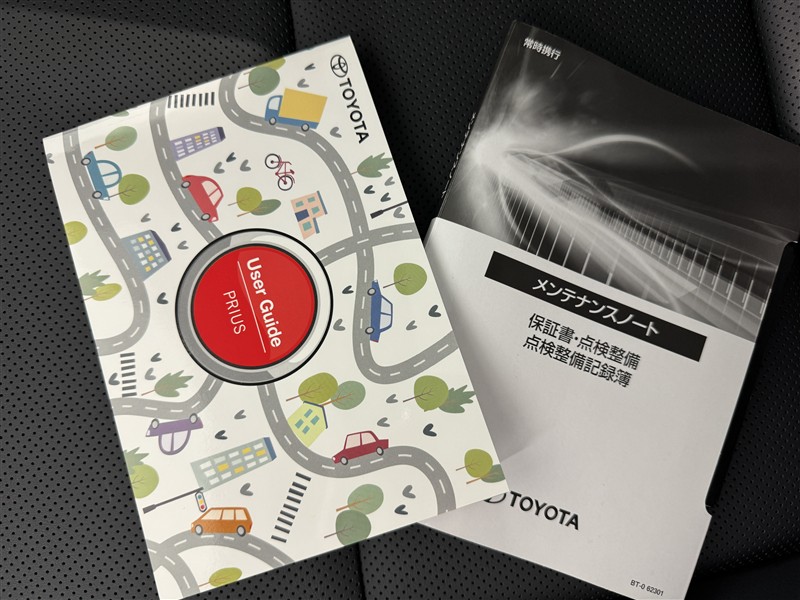 TOYOTA
User Guide
PRIUS
常時携行
メンテナンスノート
保証書・点検整備
点検整備記録簿
TOYOTA
BT-0 62301